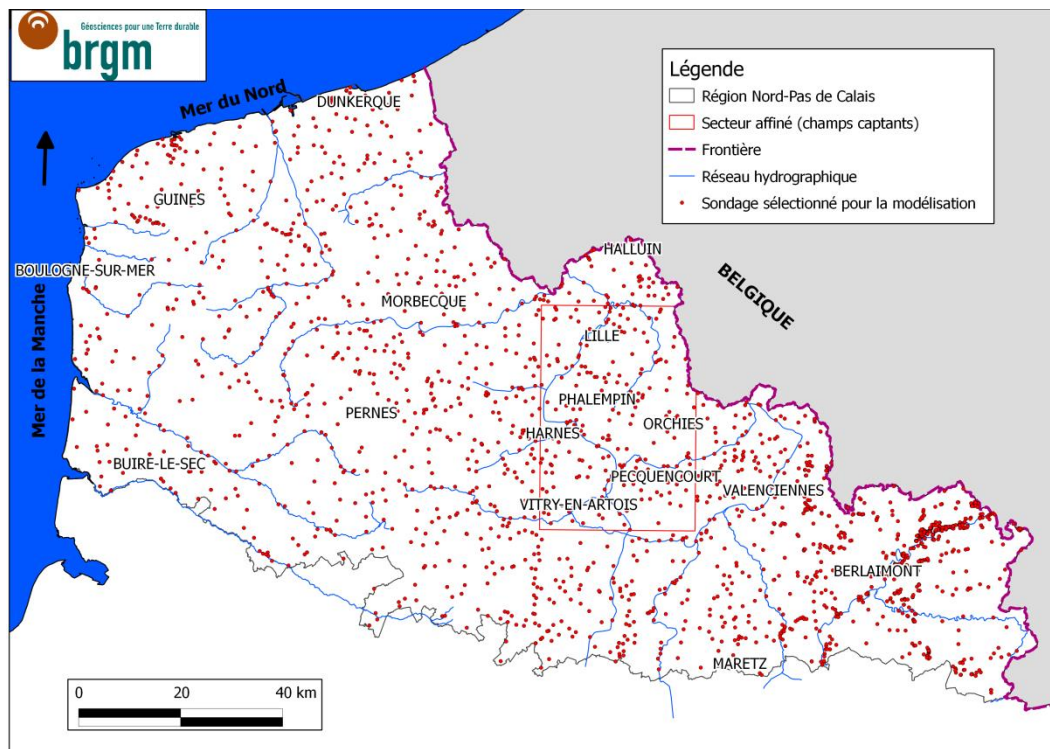 Géosciences pour une Terre durable
brgm
Mer du Nord
DUNKERQUE
Légende
Région Nord-Pas de Calais
Secteur affiné (champs captants)
Frontière
Réseau hydrographique
Sondage sélectionné pour la modélisation
GUINES
HALLUIN
BOULOGNE-SUR-MER
BELGIQUE
MORBECQUE
Mer de la Manche
LILLE
PHALEMPIN
PERNES
ORCHIES
HARNES
BUIRE-LE-SEC
PECQUENCOURT
VALENCIENNES
VITRY-EN-ARTOIS
BERLAIMONT
MARETZ
0 20 40 km